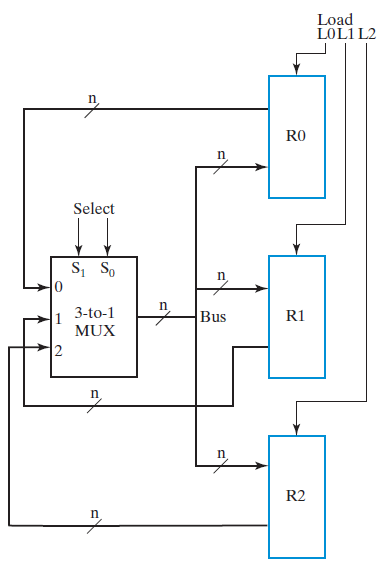 Load
L0 L1 L2
n
R0
n
Select
S1 S0
n
0
n
3-to-1
1
Bus
R1
MUX
2
n
n
R2
n